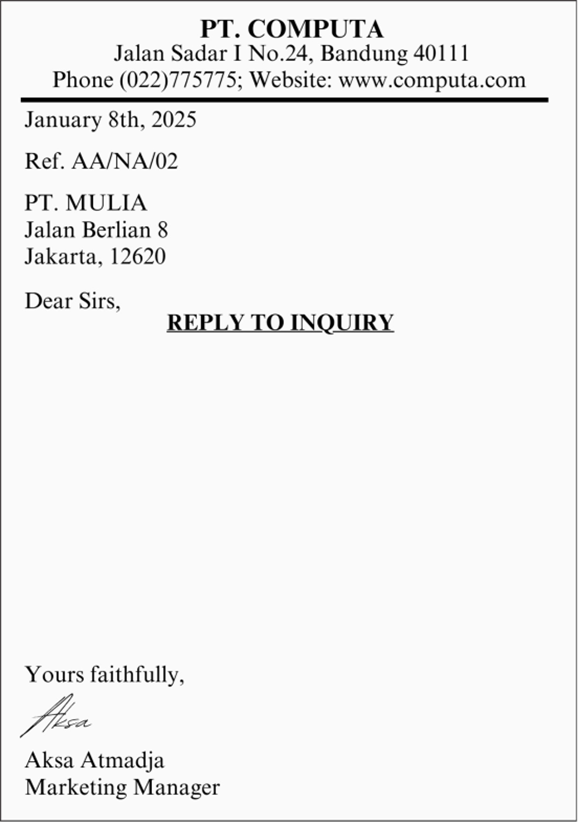 PT. COMPUTA
Jalan Sadar I No.24, Bandung 40111
Phone (022)775775; Website: www.computa.com
January 8th, 2025
Ref. AA/NA/02
PT. MULIA
Jalan Berlian 8
Jakarta, 12620
Dear Sirs,
REPLY TO INQUIRY
Yours faithfully,
Aksa
Aksa Atmadja
Marketing Manager